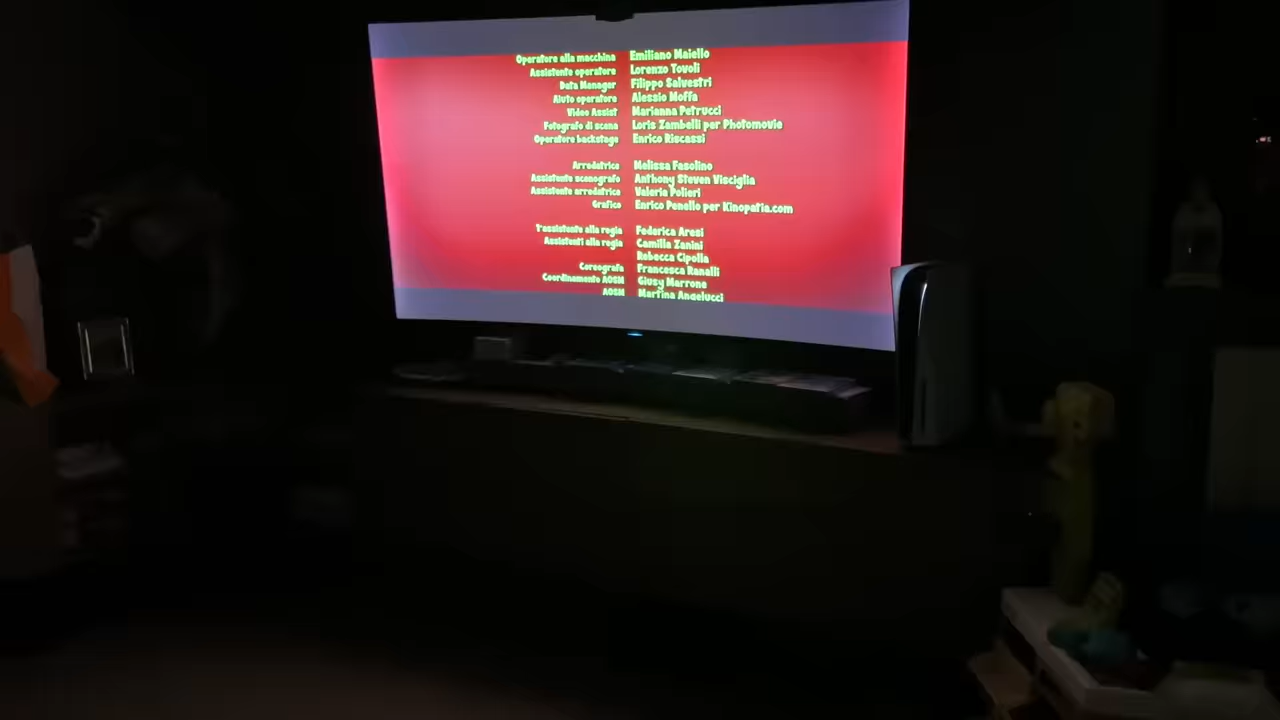 Operatore alla macchina Emiliano Maiello
Assistente operatore Lorenzo Tovoli
Data Manager Filippo Salvestri
Aiuto operatore Alessio Moffa
Video Assist Marianna Petrucci
Fotografo di scena Loris Zambelli per Photomovie
Operatore backstage Enrico Riscassi
Arredatrice Melissa Fasolino
Assistente scenografo Anthony Steven Visciglia
Assistente arredatrice Valeria Polieri
Grafico Enrico Penello per Kinopatia.com
1°assistente alla regia Federica Aresi
Assistenti alla regia Camilla Zanini
Rebecca Cipolla
Coreografa Francesca Ranalli
Coordinamento AOSM Giusy Marrone
AOSM Martina Angelucci